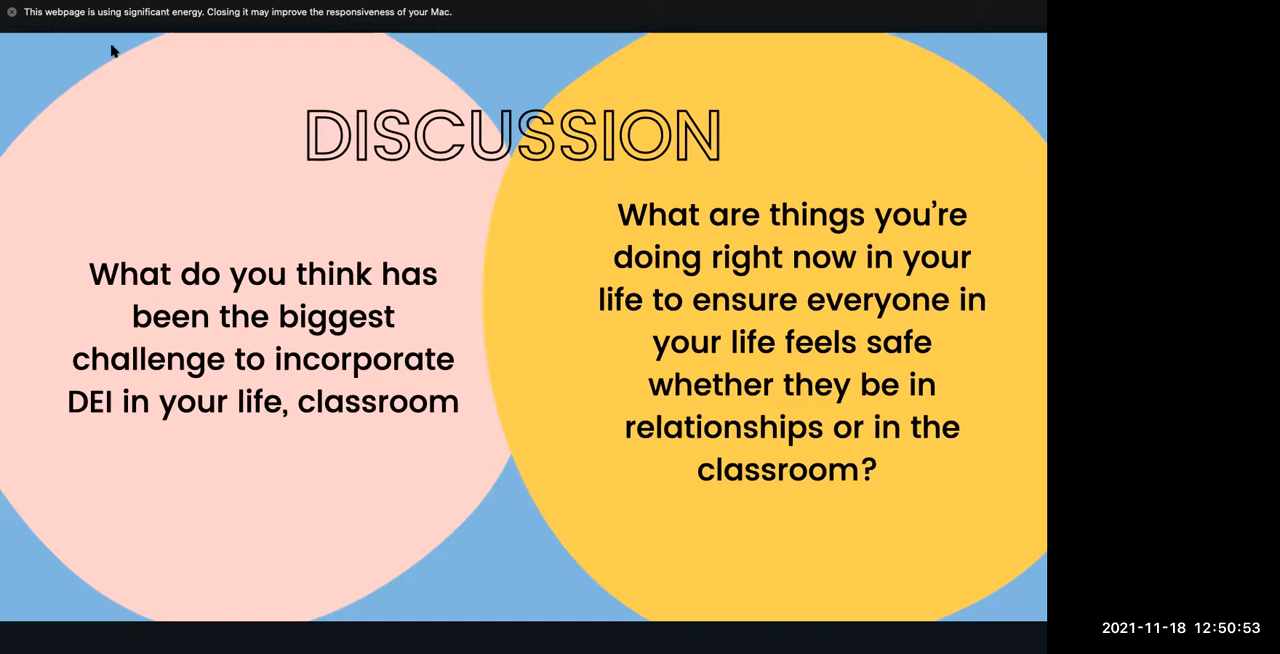 This webpage is using significant energy. Closing it may improve the responsiveness of your Mac.
DISCUSSION
What do you think has
been the biggest
challenge to incorporate
DEI in your life, classroom
What are things you're
doing right now in your
life to ensure everyone in
your life feels safe
whether they be in
relationships or in the
classroom?
2021-11-18 12:50:53